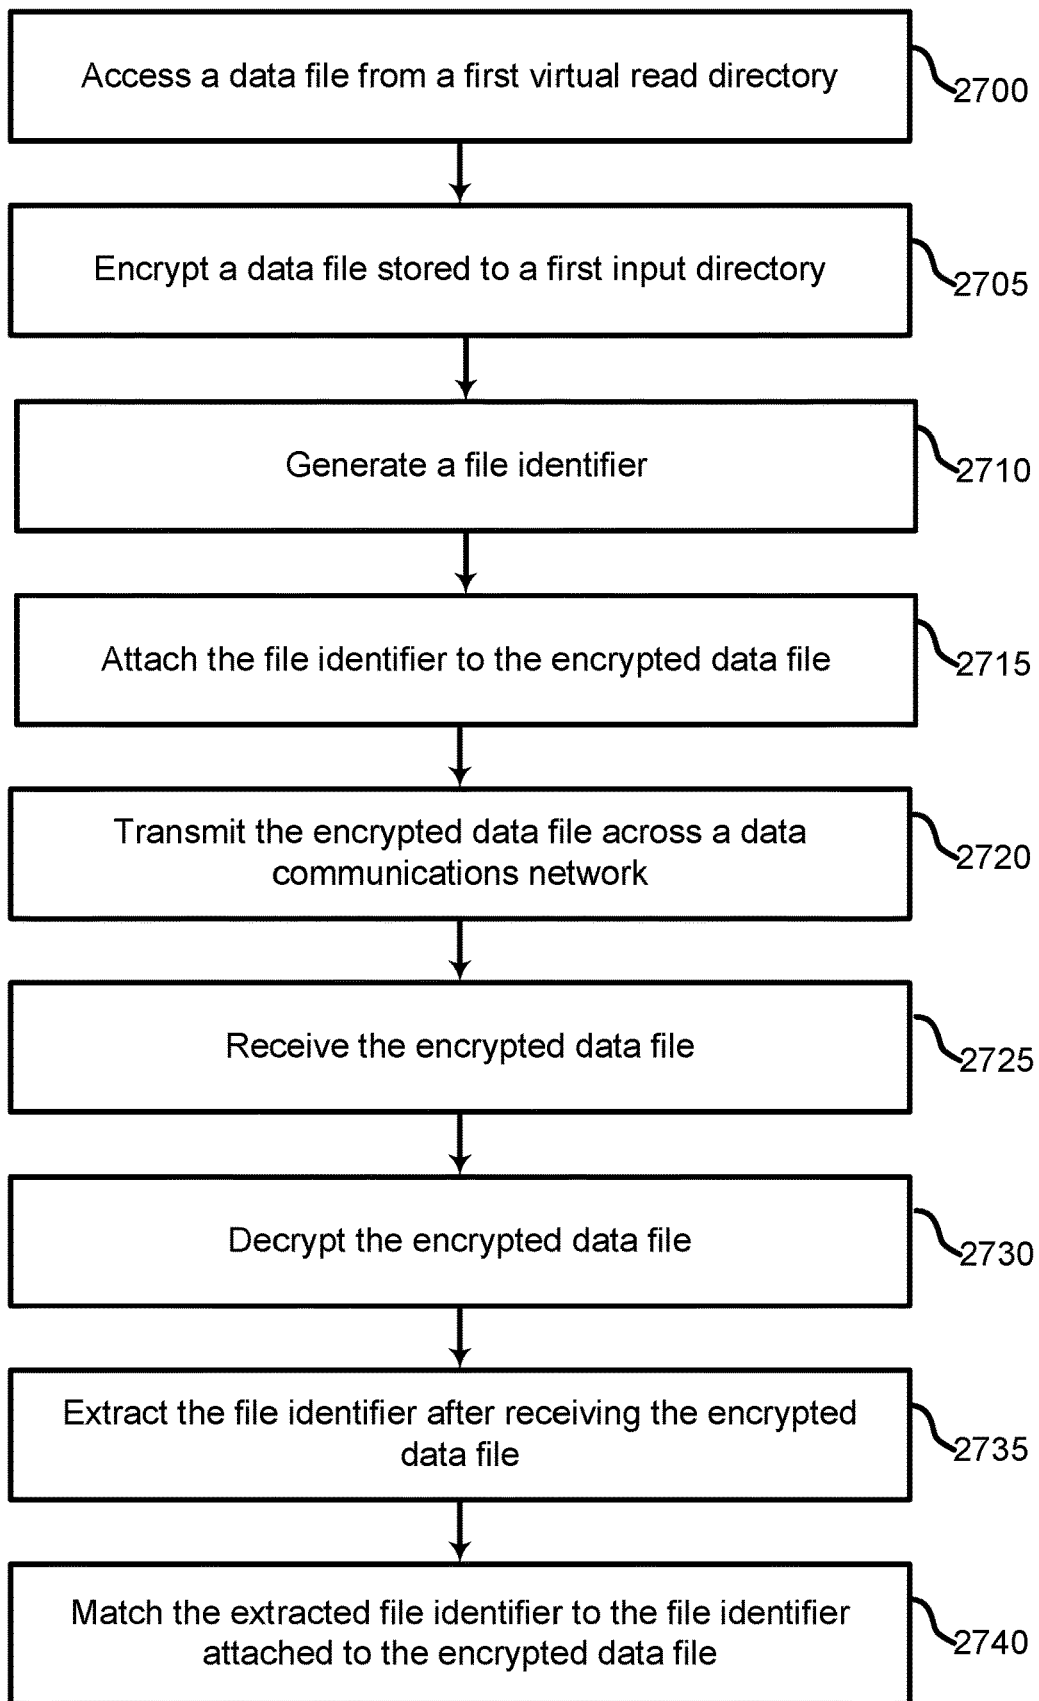 Access a data file from a first virtual read directory
2700
Encrypt a data file stored to a first input directory
2705
Generate a file identifier
2710
Attach the file identifier to the encrypted data file
2715
Transmit the encrypted data file across a data
communications network
2720
Receive the encrypted data file
2725
Decrypt the encrypted data file
2730
Extract the file identifier after receiving the encrypted
data file
2735
Match the extracted file identifier to the file identifier
attached to the encrypted data file
2740